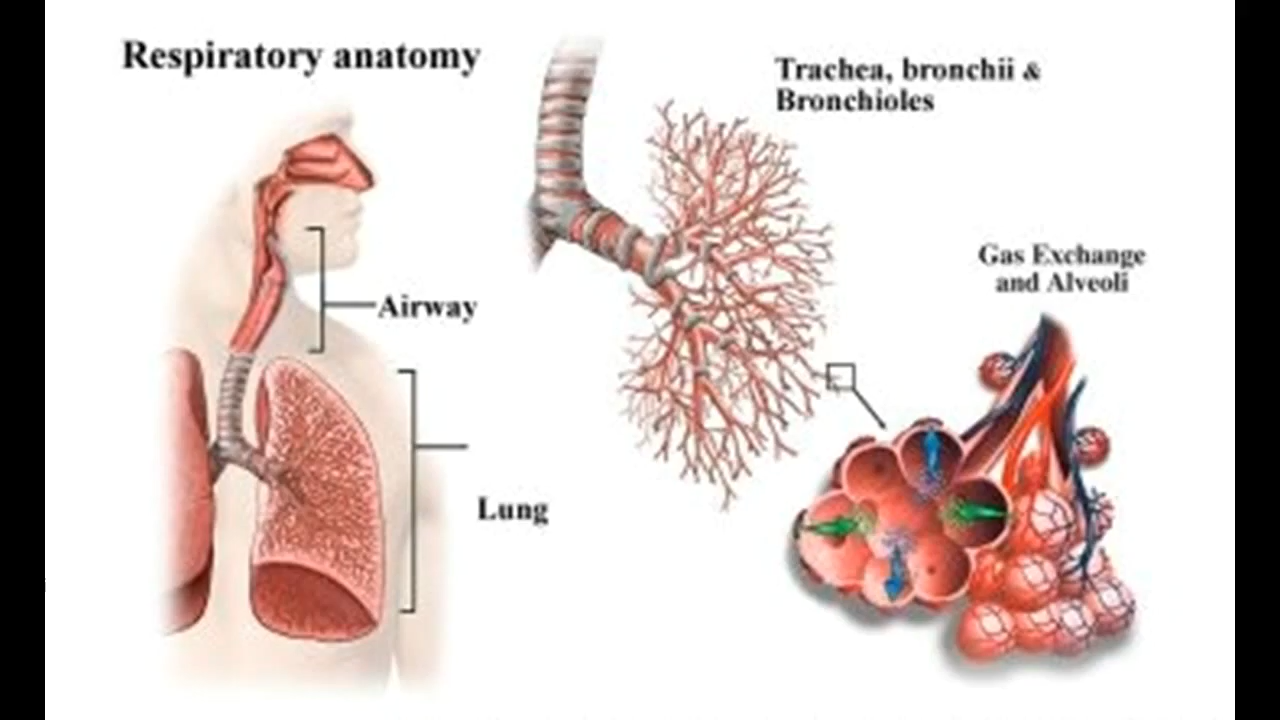 Respiratory anatomy
Trachea, bronchii &
Bronchioles
Gas Exchange
and Alveoli
Airway
Lung